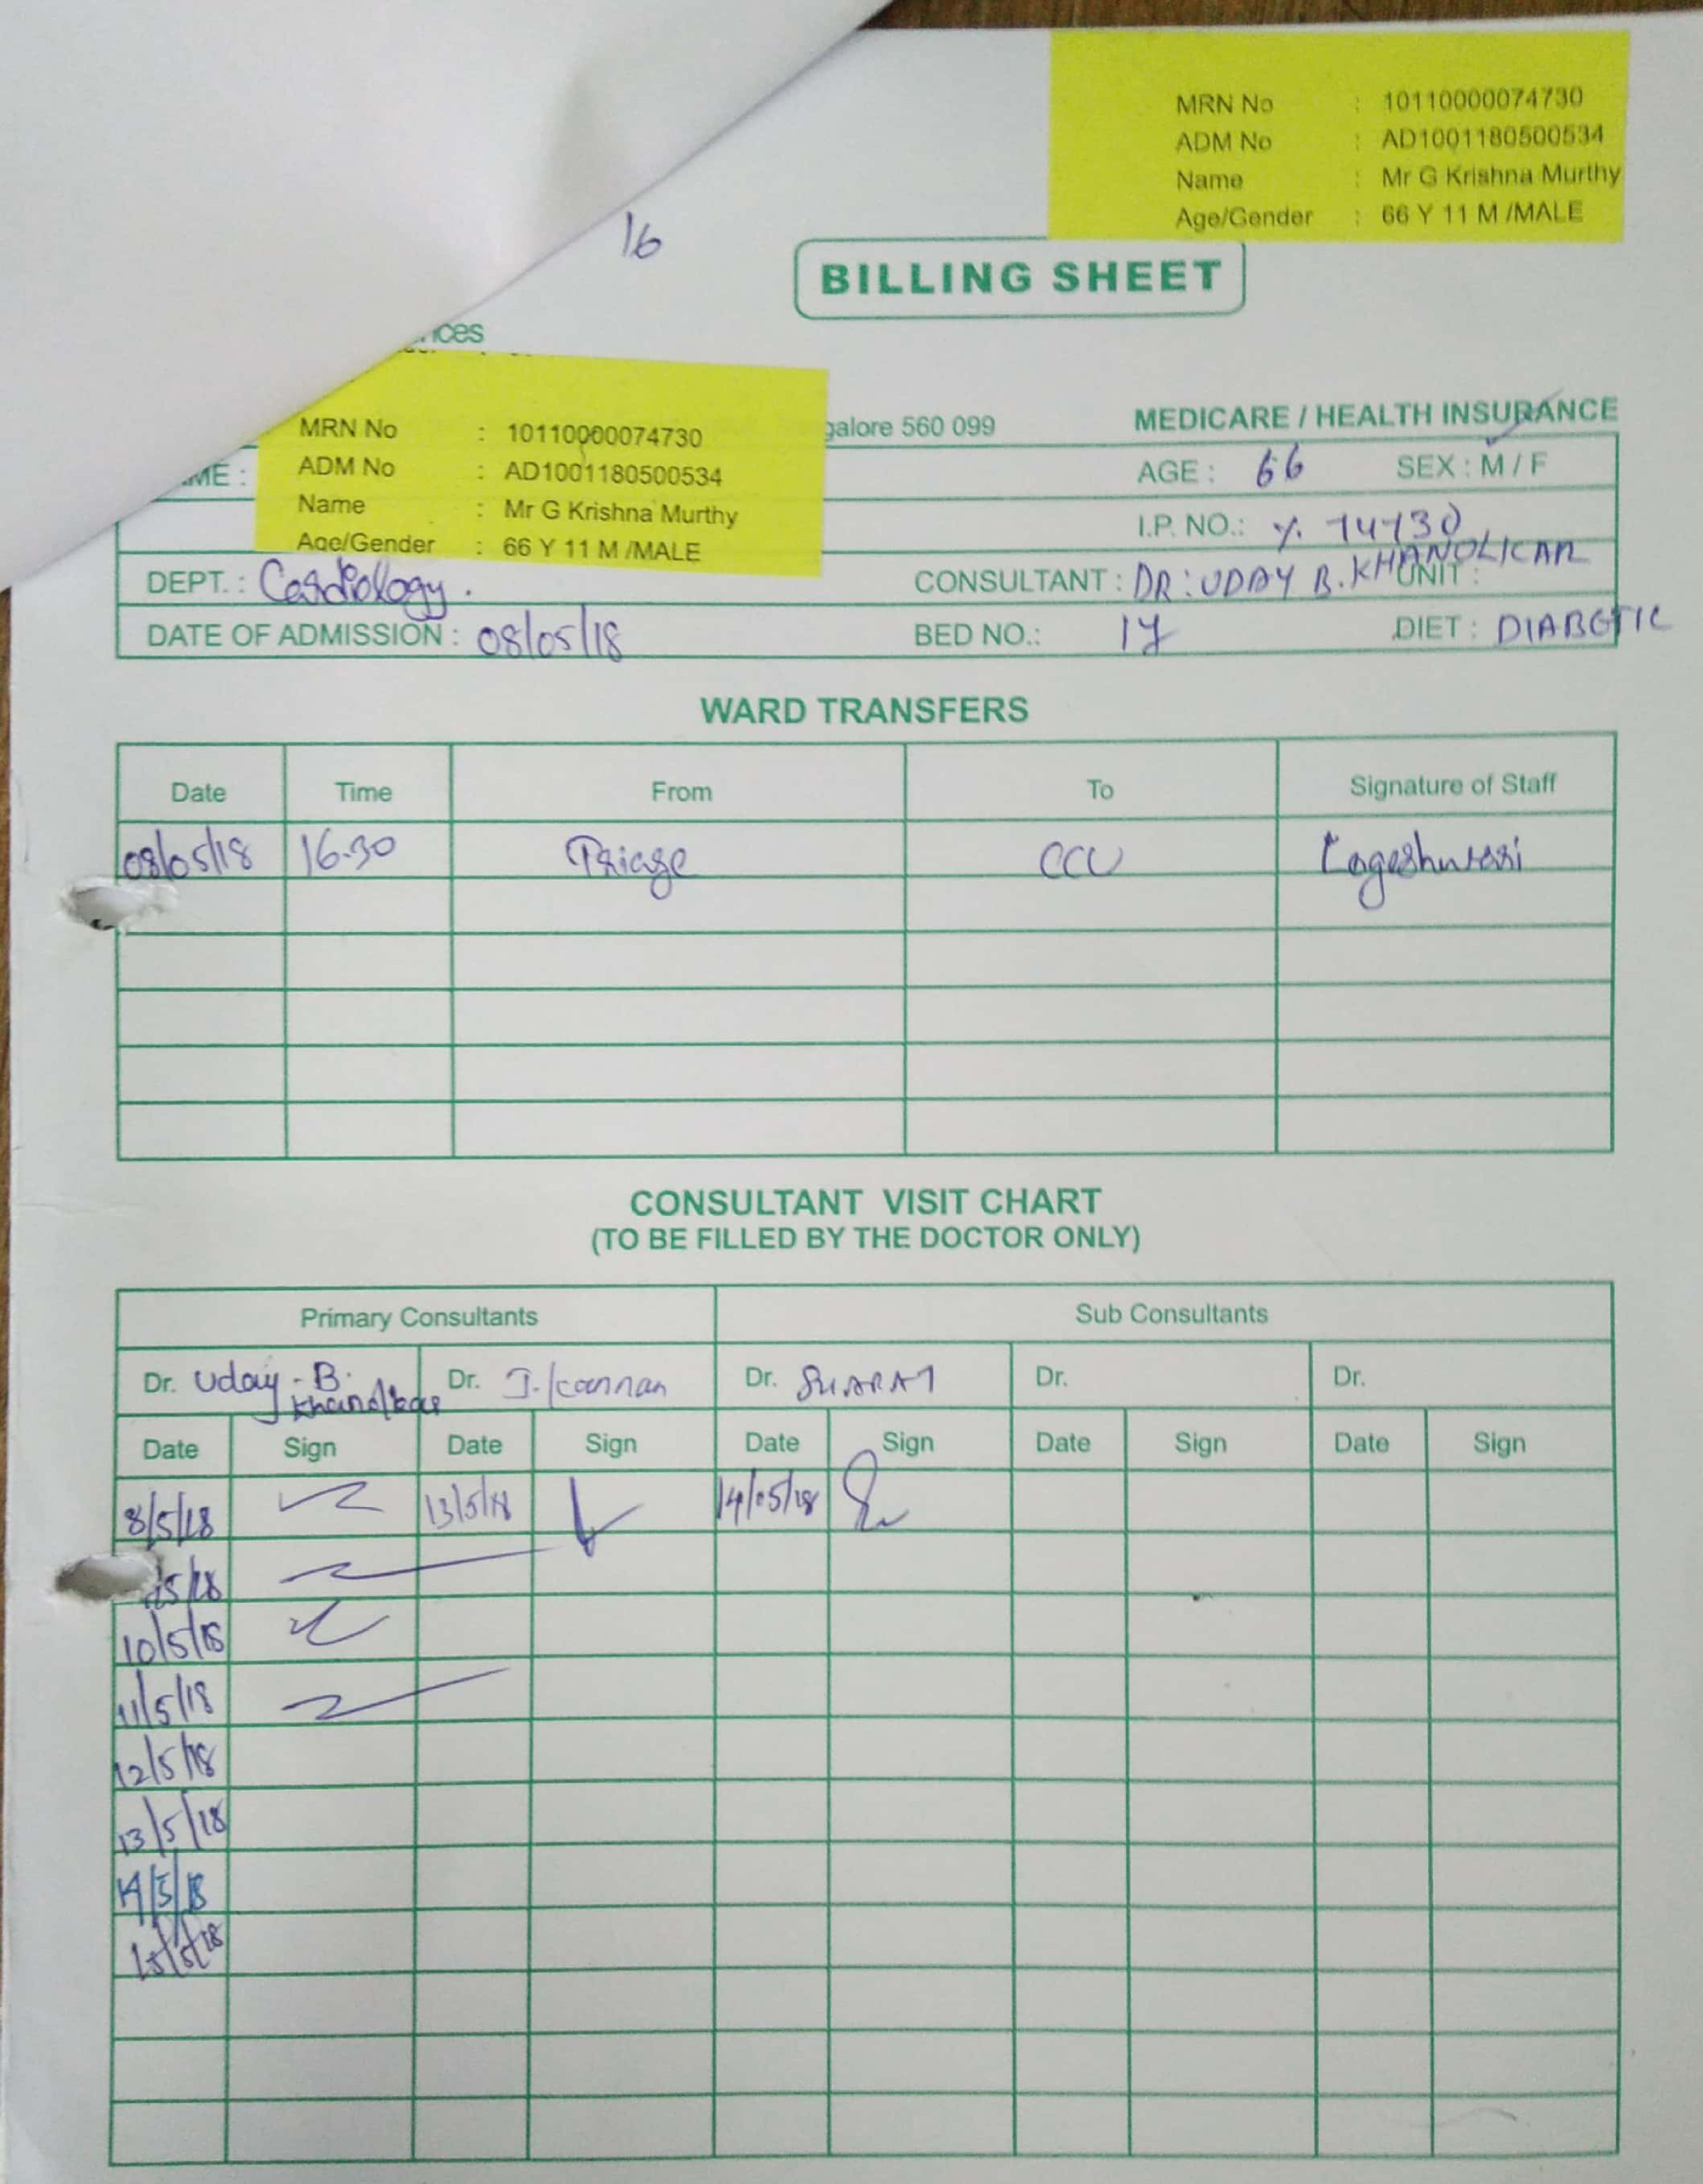 MRN No : 10110000074730
ADM No : AD1001180500534
Name : Mr G Krishna Murthy
Age/Gender : 66 Y 11 M /MALE
16
BILLING SHEET
nces
MRN No : 10110000074730
ADM No : AD1001180500534
Name : Mr G Krishna Murthy
Age/Gender : 66 Y 11 M /MALE
galore 560 099
MEDICARE / HEALTH INSURANCE
ME :
AGE : 66 SEX : M / F
I.P. NO.: 74730
DEPT. : Cardiology . CONSULTANT : DR : UDAY B. KHANOLICAR UNIT :
DATE OF ADMISSION : 08/05/18 BED NO.: 17 DIET : DIABETIC
WARD TRANSFERS
Date Time From To Signature of Staff
08/05/18 16.30 Triage CCU
CONSULTANT VISIT CHART
(TO BE FILLED BY THE DOCTOR ONLY)
Primary Consultants Sub Consultants
Dr. Uday - B. Khanolkar Dr. J. Kannan Dr. SHARAT Dr. Dr.
Date Sign Date Sign Date Sign Date Sign Date Sign
8/5/18 13/5/18 14/05/18
/5/18
10/5/18
11/5/18
12/5/18
13/5/18
14/5/18
15/5/18